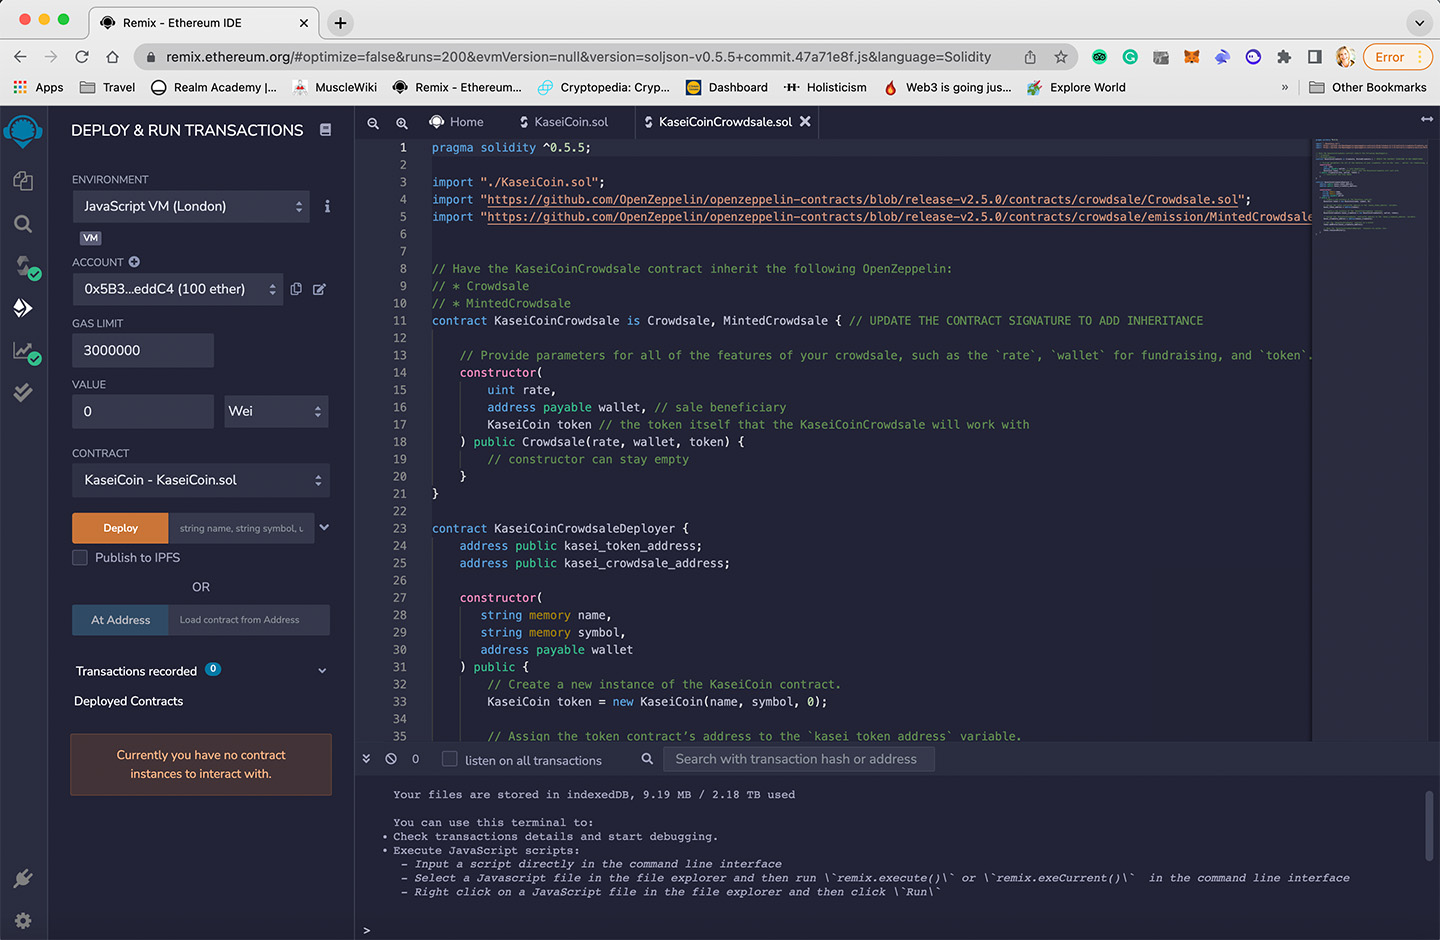 Remix - Ethereum IDE
remix.ethereum.org/#optimize=false&runs=200&evmVersion=null&version=soljson-v0.5.5+commit.47a71e8f.js&language=Solidity
Error
Apps
Travel
Realm Academy |...
MuscleWiki
Remix - Ethereum...
Cryptopedia: Cryp...
Dashboard
Holisticism
Web3 is going jus...
Explore World
»
Other Bookmarks
DEPLOY & RUN TRANSACTIONS
ENVIRONMENT
JavaScript VM (London)
VM
ACCOUNT
0x5B3...eddC4 (100 ether)
GAS LIMIT
3000000
VALUE
0
Wei
CONTRACT
KaseiCoin - KaseiCoin.sol
Deploy
string name, string symbol, u
Publish to IPFS
OR
At Address
Load contract from Address
Transactions recorded 0
Deployed Contracts
Currently you have no contract
instances to interact with.
Home
KaseiCoin.sol
KaseiCoinCrowdsale.sol
1 pragma solidity ^0.5.5;
2
3 import "./KaseiCoin.sol";
4 import "https://github.com/OpenZeppelin/openzeppelin-contracts/blob/release-v2.5.0/contracts/crowdsale/Crowdsale.sol";
5 import "https://github.com/OpenZeppelin/openzeppelin-contracts/blob/release-v2.5.0/contracts/crowdsale/emission/MintedCrowdsale
6
7
8 // Have the KaseiCoinCrowdsale contract inherit the following OpenZeppelin:
9 // * Crowdsale
10 // * MintedCrowdsale
11 contract KaseiCoinCrowdsale is Crowdsale, MintedCrowdsale { // UPDATE THE CONTRACT SIGNATURE TO ADD INHERITANCE
12
13 // Provide parameters for all of the features of your crowdsale, such as the `rate`, `wallet` for fundraising, and `token`.
14 constructor(
15 uint rate,
16 address payable wallet, // sale beneficiary
17 KaseiCoin token // the token itself that the KaseiCoinCrowdsale will work with
18 ) public Crowdsale(rate, wallet, token) {
19 // constructor can stay empty
20 }
21 }
22
23 contract KaseiCoinCrowdsaleDeployer {
24 address public kasei_token_address;
25 address public kasei_crowdsale_address;
26
27 constructor(
28 string memory name,
29 string memory symbol,
30 address payable wallet
31 ) public {
32 // Create a new instance of the KaseiCoin contract.
33 KaseiCoin token = new KaseiCoin(name, symbol, 0);
34
35 // Assign the token contract's address to the `kasei_token_address` variable.
0
listen on all transactions
Search with transaction hash or address
Your files are stored in indexedDB, 9.19 MB / 2.18 TB used
You can use this terminal to:
• Check transactions details and start debugging.
• Execute JavaScript scripts:
- Input a script directly in the command line interface
- Select a Javascript file in the file explorer and then run \`remix.execute()\` or \`remix.exeCurrent()\` in the command line interface
- Right click on a JavaScript file in the file explorer and then click \`Run\`
>